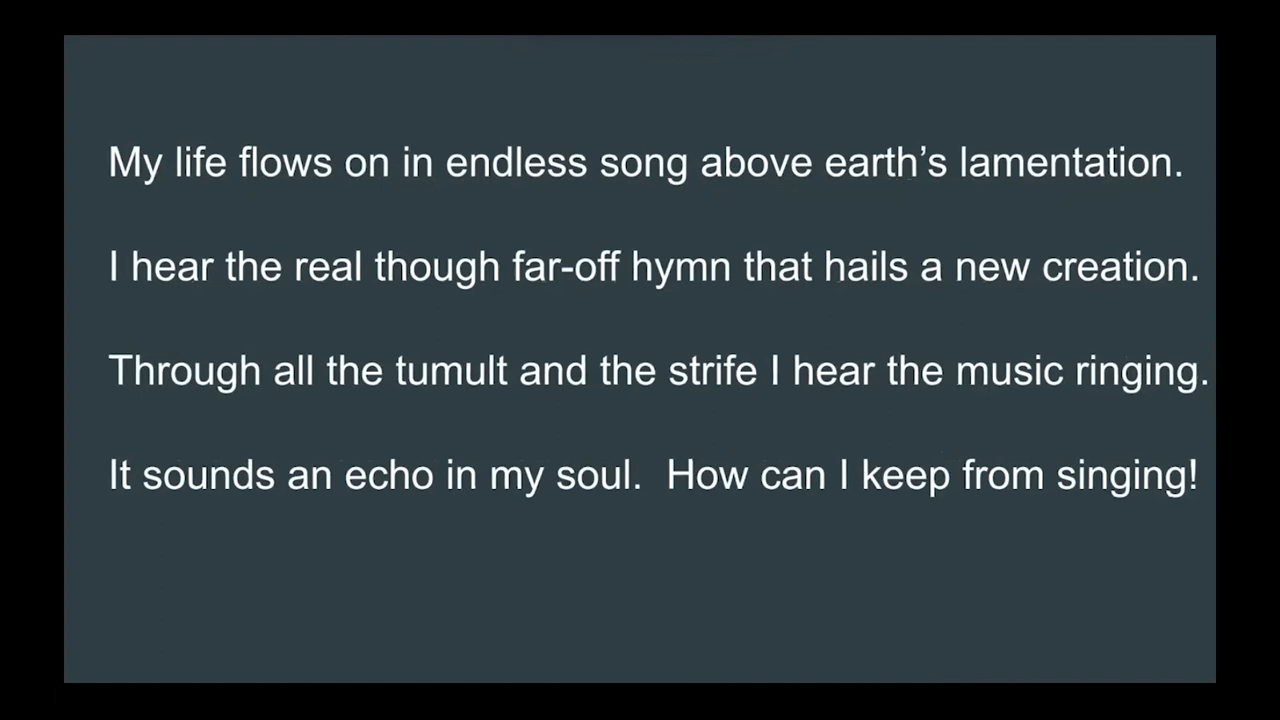 My life flows on in endless song above earth’s lamentation.
I hear the real though far-off hymn that hails a new creation.
Through all the tumult and the strife I hear the music ringing.
It sounds an echo in my soul.  How can I keep from singing!